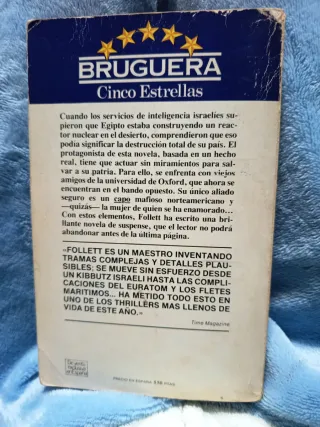 BRUGUERA
Cinco Estrellas
Cuando los servicios de inteligencia israelíes su-
pieron que Egipto estaba construyendo un reac-
tor nuclear en el desierto, comprendieron que eso
podía significar la destrucción total de su país. El
protagonista de esta novela, basada en un hecho
real, tiene que actuar sin miramientos para salvar
a su patria. Para ello, se enfrenta con viejos
amigos de la universidad de Oxford, que ahora se
encuentran en el bando opuesto. Su único aliado
seguro es un capo mafioso norteamericano y
—quizás— la mujer de quien se ha enamorado...
Con estos elementos, Follett ha escrito una bri-
llante novela de suspense, que el lector no podrá
abandonar antes de la última página.
«FOLLETT ES UN MAESTRO INVENTANDO
TRAMAS COMPLEJAS Y DETALLES PLAU-
SIBLES; SE MUEVE SIN ESFUERZO DESDE
UN KIBBUTZ ISRAELI HASTA LAS COMPLI-
CACIONES DEL EURATOM Y LOS FLETES
MARITIMOS... HA METIDO TODO ESTO EN
UNO DE LOS THRILLERS MAS LLENOS DE
VIDA DE ESTE AÑO.»
Time Magazine